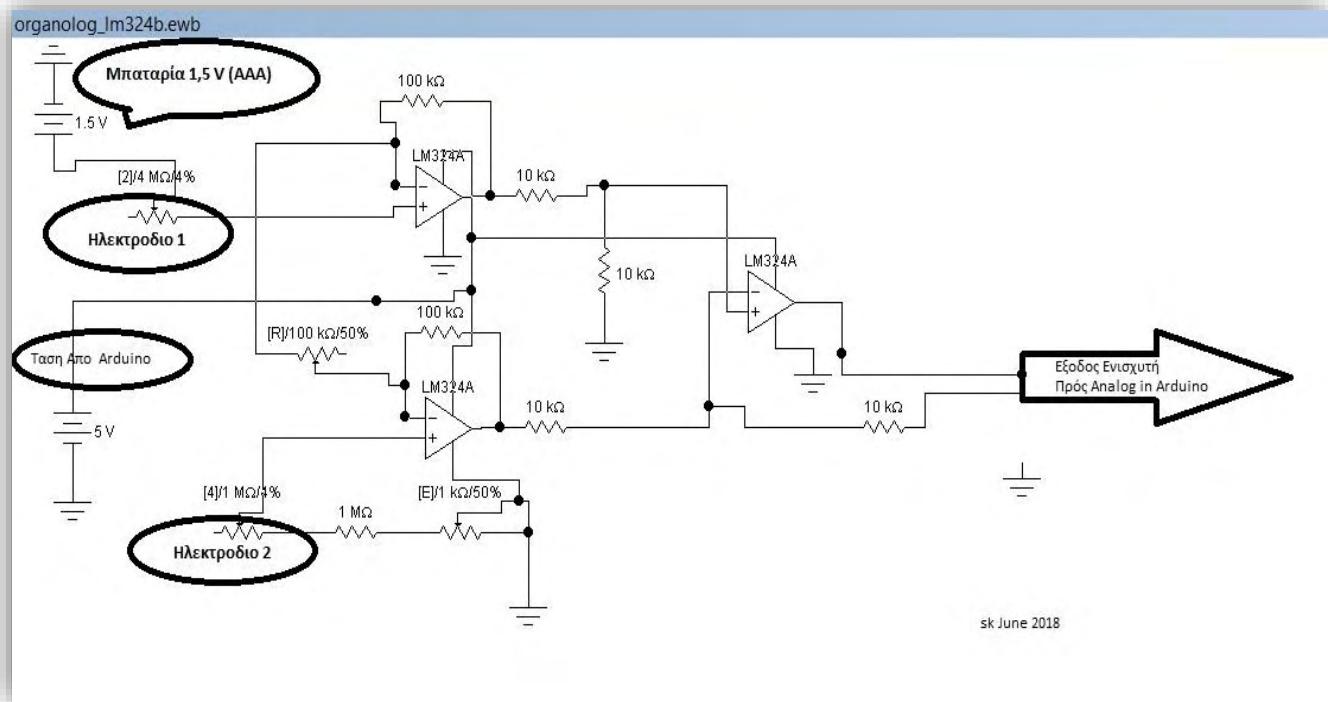 organolog_lm324b.ewb
Μπαταρία 1,5 V (AAA)
1.5 V
100 kΩ
LM324A
[2]/4 MΩ/4%
10 kΩ
Ηλεκτροδιο 1
LM324A
10 kΩ
100 kΩ
[R]/100 kΩ/50%
Ταση Απο Arduino
Εξοδος Ενισχυτή
Πρός Analog in Arduino
LM324A
10 kΩ
10 kΩ
5 V
[4]/1 MΩ/4%
[E]/1 kΩ/50%
1 MΩ
Ηλεκτροδιο 2
sk June 2018